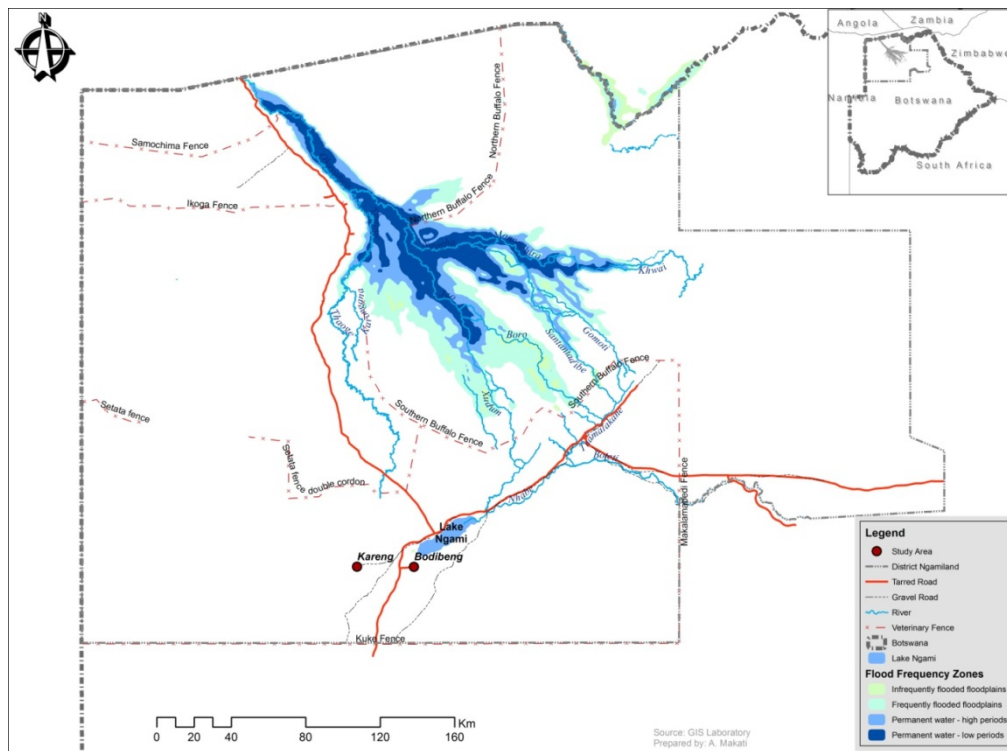 N
Angola
Zambia
Zimbabwe
Namibia
Botswana
South Africa
Samochima Fence
Northern Buffalo Fence
Ikoga Fence
Northern Buffalo Fence
Khwai
Thaoge
Boro
Santantadibe
Gomoti
Xudum
Southern Buffalo Fence
Southern Buffalo Fence
Setata fence
Setata fence
double cordon
Thamalakane
Boteti
Makalamabedi Fence
Lake
Ngami
Kareng
Bodibeng
Kuke Fence
Legend
Study Area
District Ngamiland
Tarred Road
Gravel Road
River
Veterinary Fence
Botswana
Lake Ngami
Flood Frequency Zones
Infrequently flooded floodplains
Frequently flooded floodplains
Permanent water - high periods
Permanent water - low periods
Km
0 20 40 80 120 160
Source: GIS Laboratory
Prepared by: A. Makati